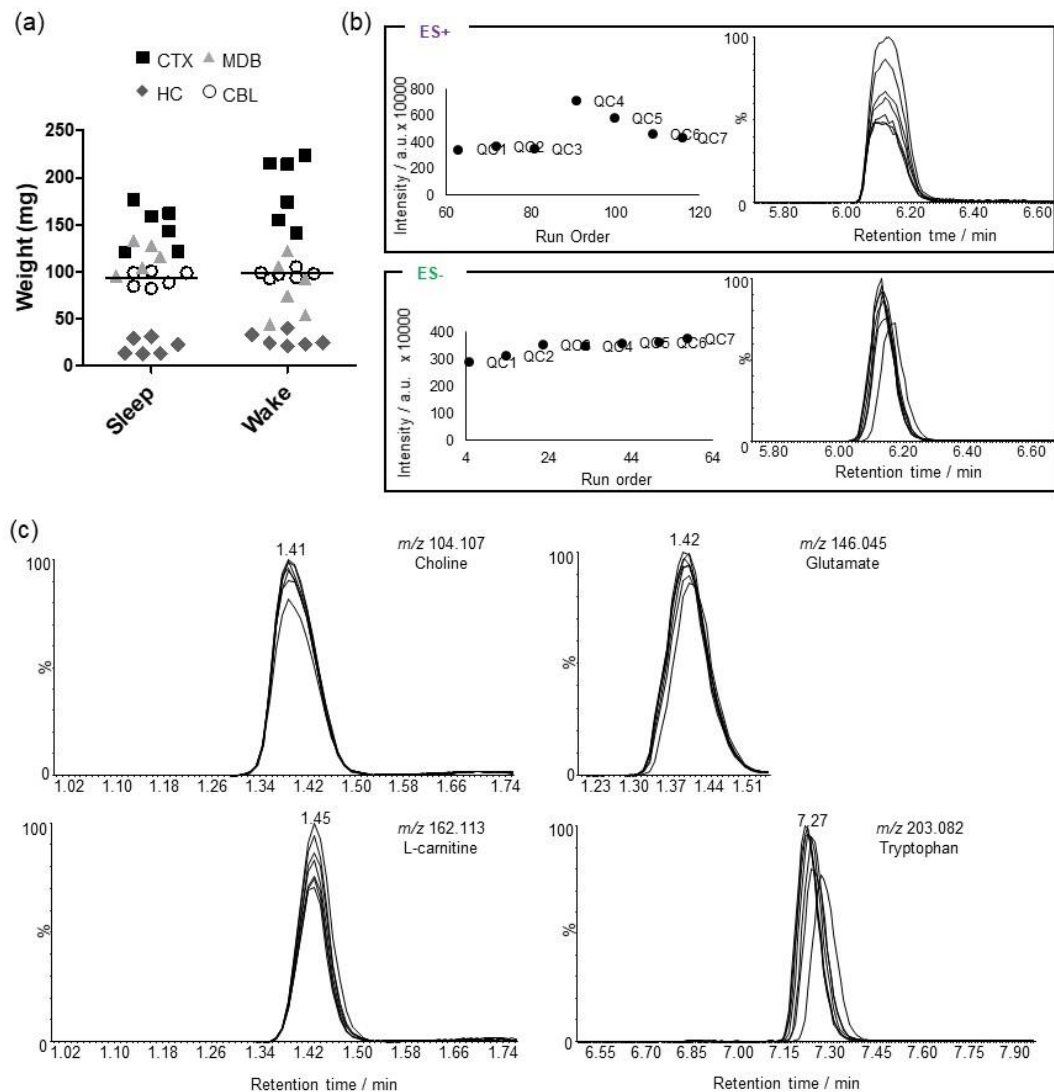 (a)
CTX MDB
HC CBL
250
200
150
100
50
0
Weight (mg)
Sleep Wake
(b)
ES+
800
600
400
200
0
Intensity / a.u. x 10000
QC1 QC2 QC3 QC4 QC5 QC6 QC7
60 80 100 120
Run Order
100
%
0
5.80 6.00 6.20 6.40 6.60
Retention tme / min
ES-
400
300
200
100
0
Intensity / a.u. x 10000
QC1 QC2 QC3 QC4 QC5 QC6 QC7
4 24 44 64
Run order
100
%
0
5.80 6.00 6.20 6.40 6.60
Retention time / min
(c)
1.41
m/z 104.107
Choline
100
%
0
1.02 1.10 1.18 1.26 1.34 1.42 1.50 1.58 1.66 1.74
1.42
m/z 146.045
Glutamate
100
%
0
1.23 1.30 1.37 1.44 1.51
1.45
m/z 162.113
L-carnitine
100
%
0
1.02 1.10 1.18 1.26 1.34 1.42 1.50 1.58 1.66 1.74
Retention time / min
7.27
m/z 203.082
Tryptophan
100
%
0
6.55 6.70 6.85 7.00 7.15 7.30 7.45 7.60 7.75 7.90
Retention time / min